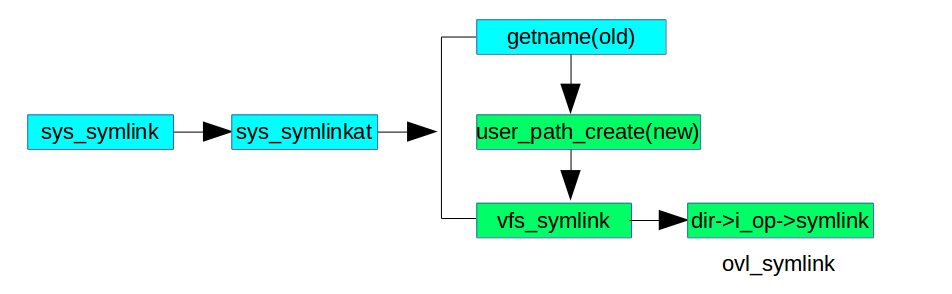 getname(old)
sys_symlink
sys_symlinkat
user_path_create(new)
vfs_symlink
dir->i_op->symlink
ovl_symlink